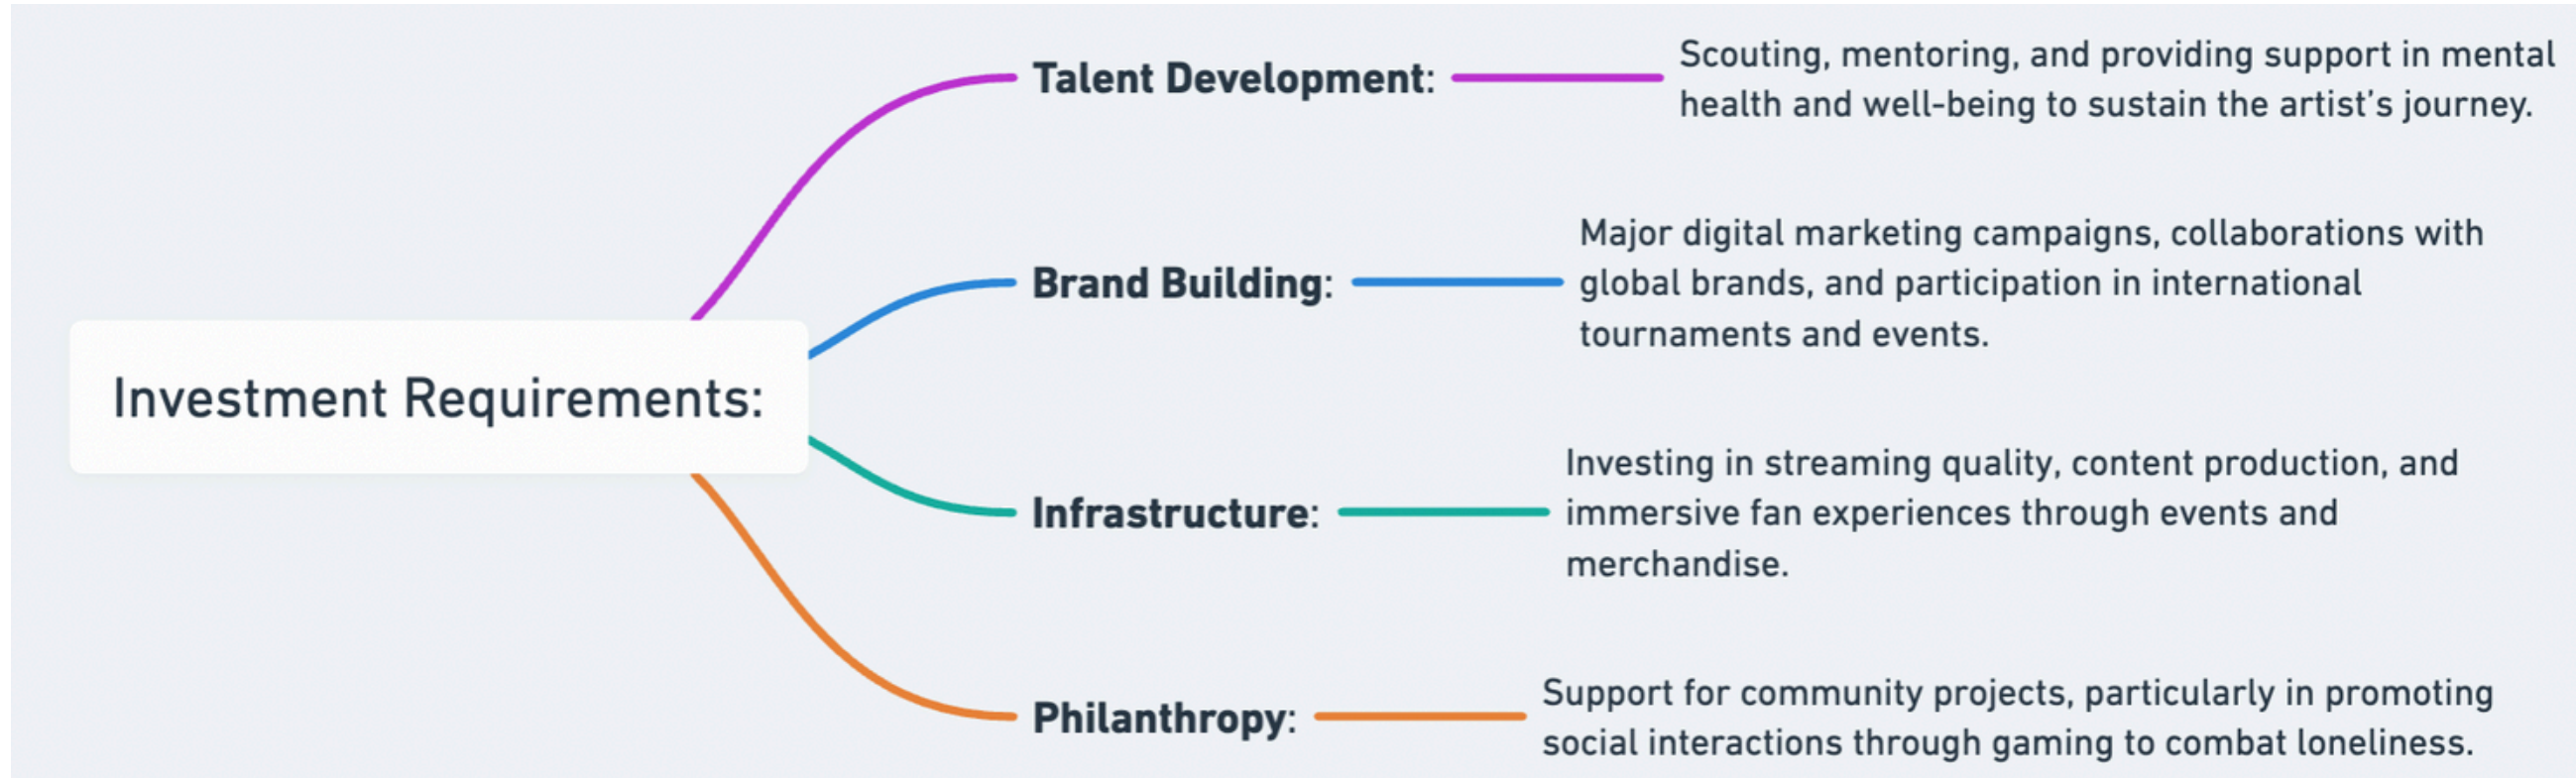 Investment Requirements:
Talent Development:
Scouting, mentoring, and providing support in mental
health and well-being to sustain the artist’s journey.
Brand Building:
Major digital marketing campaigns, collaborations with
global brands, and participation in international
tournaments and events.
Infrastructure:
Investing in streaming quality, content production, and
immersive fan experiences through events and
merchandise.
Philanthropy:
Support for community projects, particularly in promoting
social interactions through gaming to combat loneliness.